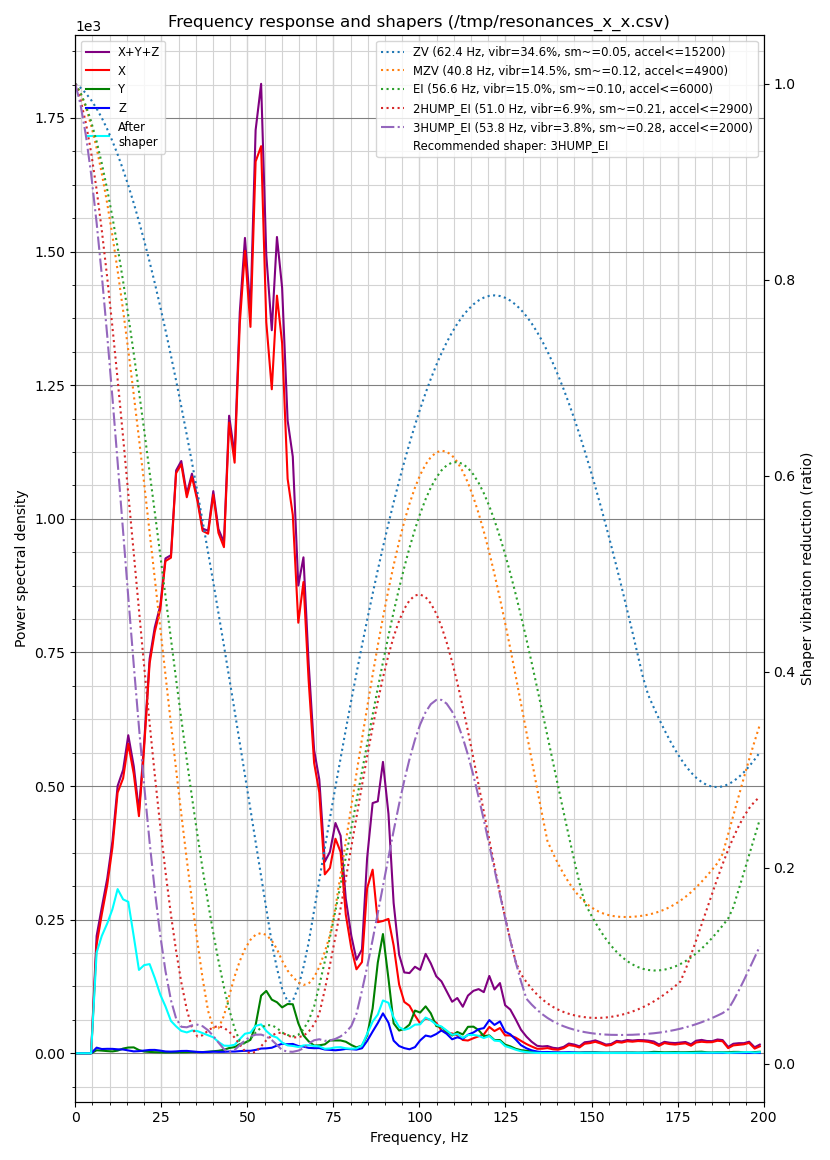 Frequency response and shapers (/tmp/resonances_x_x.csv)
1e3
X+Y+Z
X
Y
Z
After
shaper
ZV (62.4 Hz, vibr=34.6%, sm~=0.05, accel<=15200)
MZV (40.8 Hz, vibr=14.5%, sm~=0.12, accel<=4900)
EI (56.6 Hz, vibr=15.0%, sm~=0.10, accel<=6000)
2HUMP_EI (51.0 Hz, vibr=6.9%, sm~=0.21, accel<=2900)
3HUMP_EI (53.8 Hz, vibr=3.8%, sm~=0.28, accel<=2000)
Recommended shaper: 3HUMP_EI
Power spectral density
1.75
1.50
1.25
1.00
0.75
0.50
0.25
0.00
1.0
0.8
0.6
0.4
0.2
0.0
Shaper vibration reduction (ratio)
0 25 50 75 100 125 150 175 200
Frequency, Hz